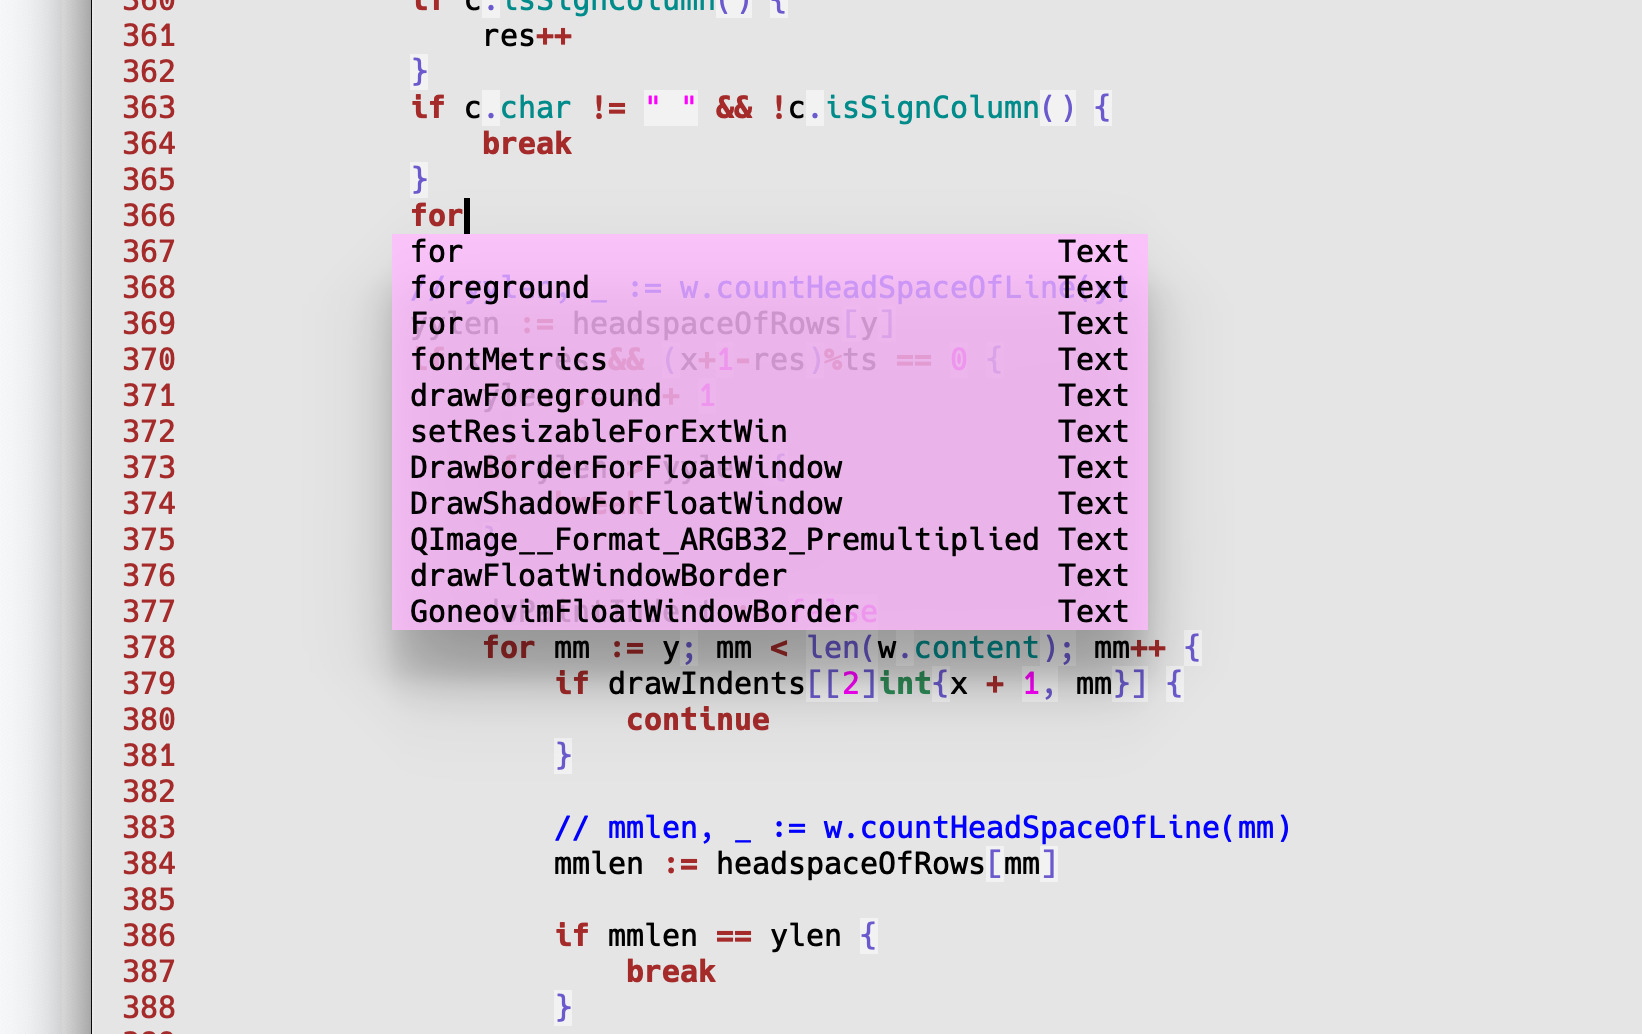 360 if c.isSignColumn() {
361 res++
362 }
363 if c.char != " " && !c.isSignColumn() {
364 break
365 }
366 for
367 for Text
368 foreground Text
369 For Text
370 fontMetrics Text
371 drawForeground Text
372 setResizableForExtWin Text
373 DrawBorderForFloatWindow Text
374 DrawShadowForFloatWindow Text
375 QImage__Format_ARGB32_Premultiplied Text
376 drawFloatWindowBorder Text
377 GoneovimFloatWindowBorder Text
378 for mm := y; mm < len(w.content); mm++ {
379 if drawIndents[[2]int{x + 1, mm}] {
380 continue
381 }
382
383 // mmlen, _ := w.countHeadSpaceOfLine(mm)
384 mmlen := headspaceOfRows[mm]
385
386 if mmlen == ylen {
387 break
388 }